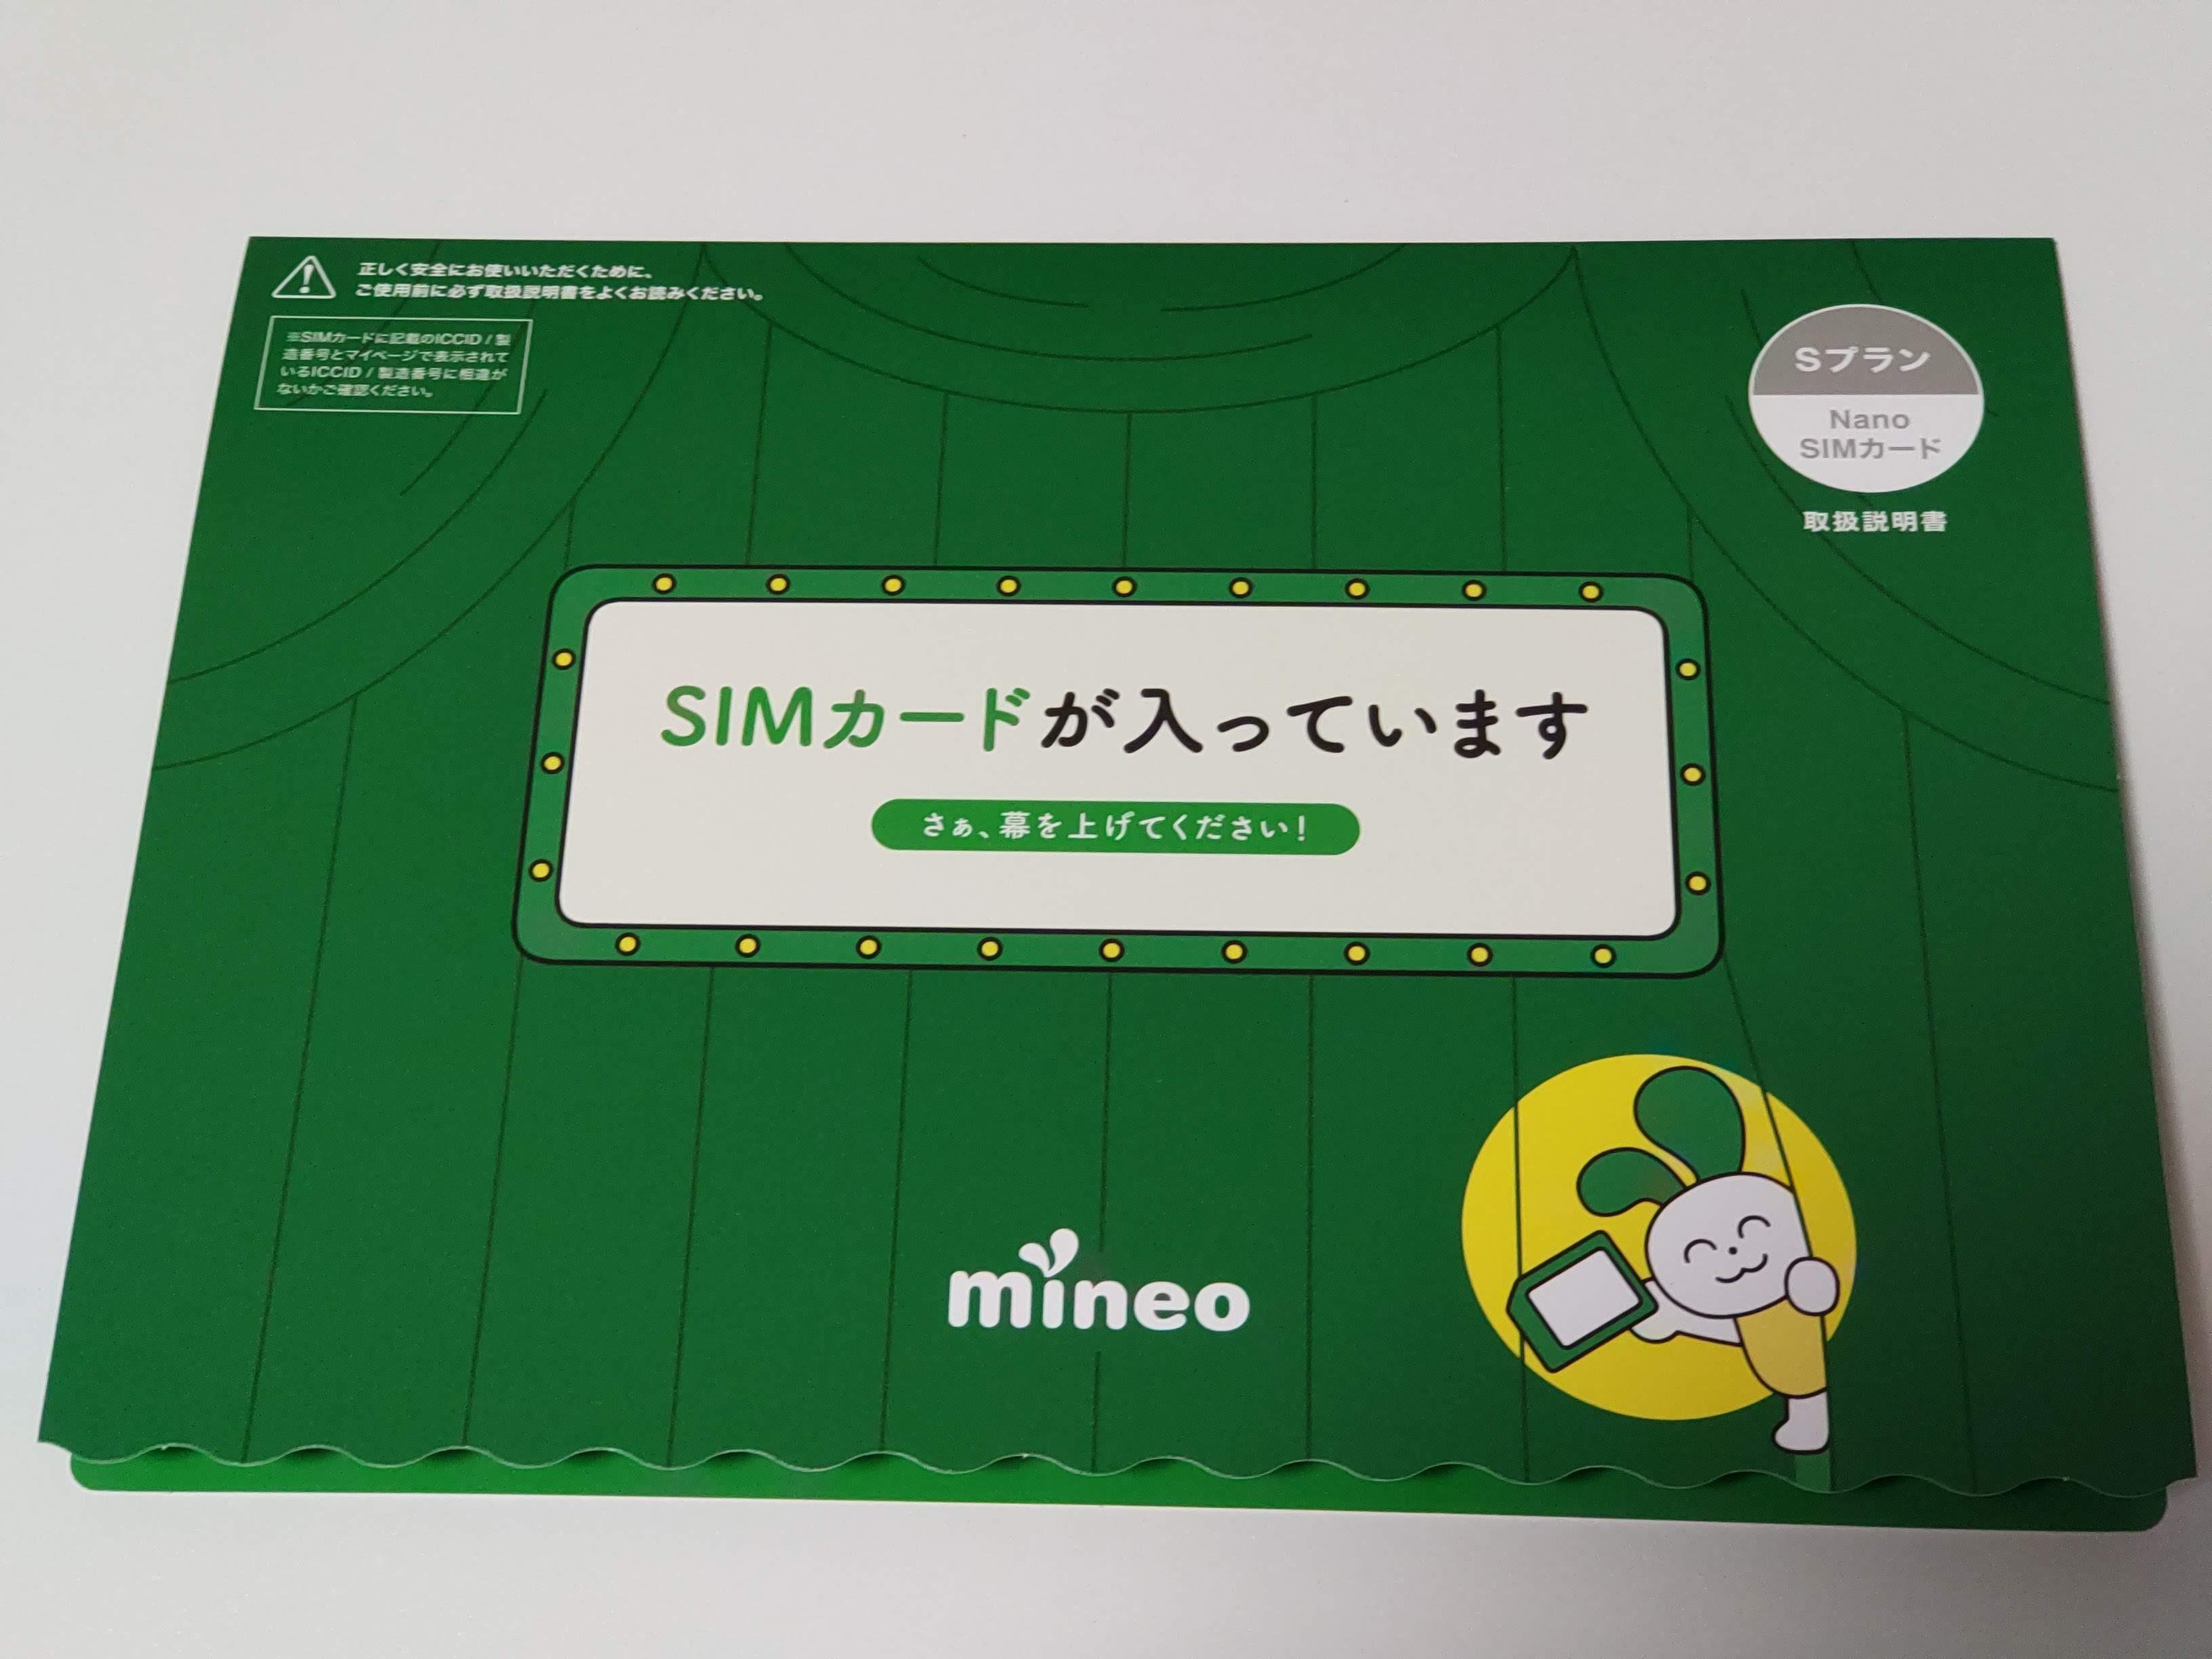 正しく安全にお使いいただくために、
ご使用前に必ず取扱説明書をよくお読みください。
※SIMカードに記載のICCID / 製
造番号とマイページで表示されて
いるICCID / 製造番号に相違が
ないかご確認ください。
Sプラン
Nano
SIMカード
取扱説明書
SIMカードが入っています
さぁ、幕を上げてください!
mineo